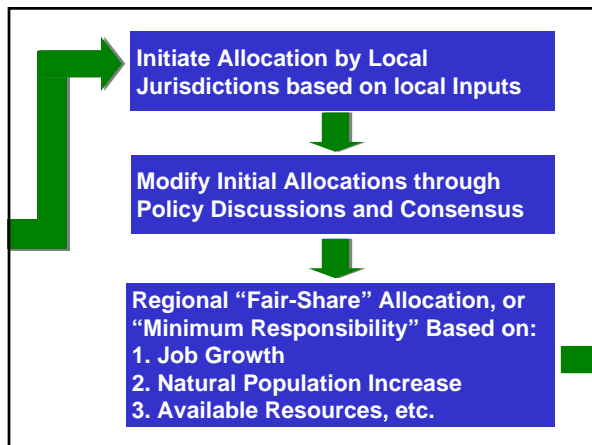 Initiate Allocation by Local
Jurisdictions based on local Inputs
Modify Initial Allocations through
Policy Discussions and Consensus
Regional “Fair-Share” Allocation, or
“Minimum Responsibility” Based on:
1. Job Growth
2. Natural Population Increase
3. Available Resources, etc.